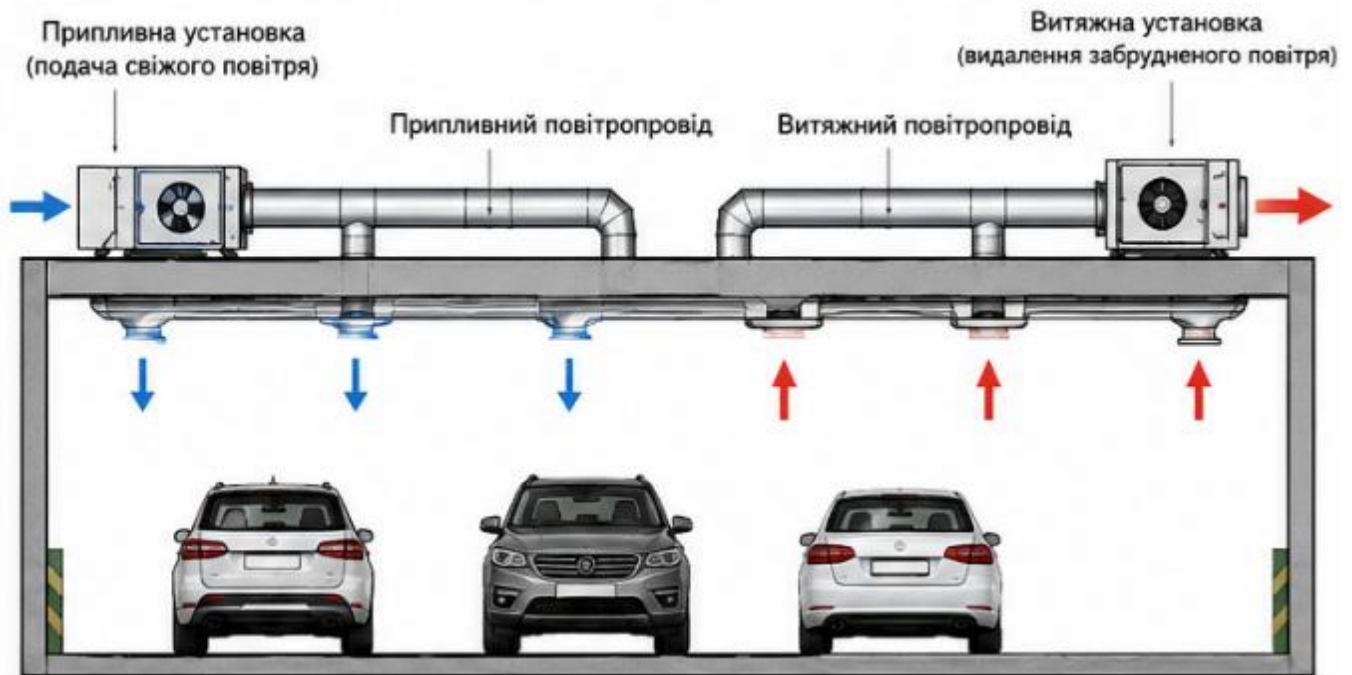 Припливна установка
(подача свіжого повітря)
Витяжна установка
(видалення забрудненого повітря)
Припливний повітропровід
Витяжний повітропровід